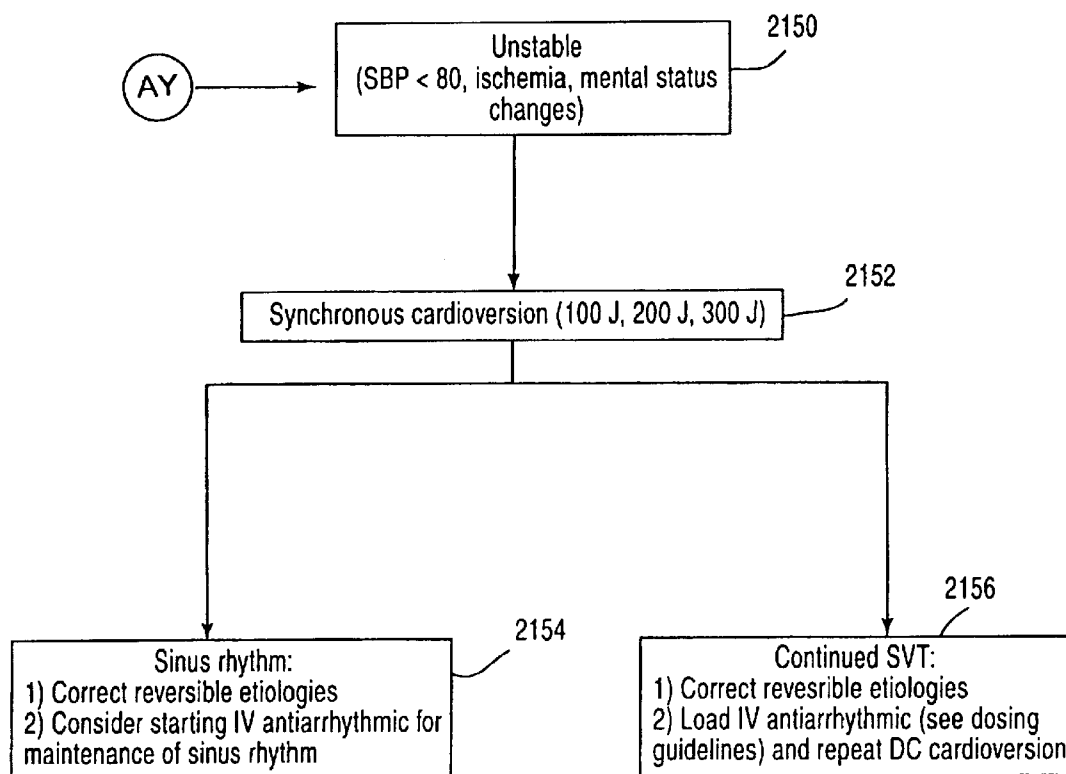 2150
Unstable
(SBP < 80, ischemia, mental status
changes)
AY
2152
Synchronous cardioversion (100 J, 200 J, 300 J)
2154
Sinus rhythm:
1) Correct reversible etiologies
2) Consider starting IV antiarrhythmic for
maintenance of sinus rhythm
2156
Continued SVT:
1) Correct revesrible etiologies
2) Load IV antiarrhythmic (see dosing
guidelines) and repeat DC cardioversion